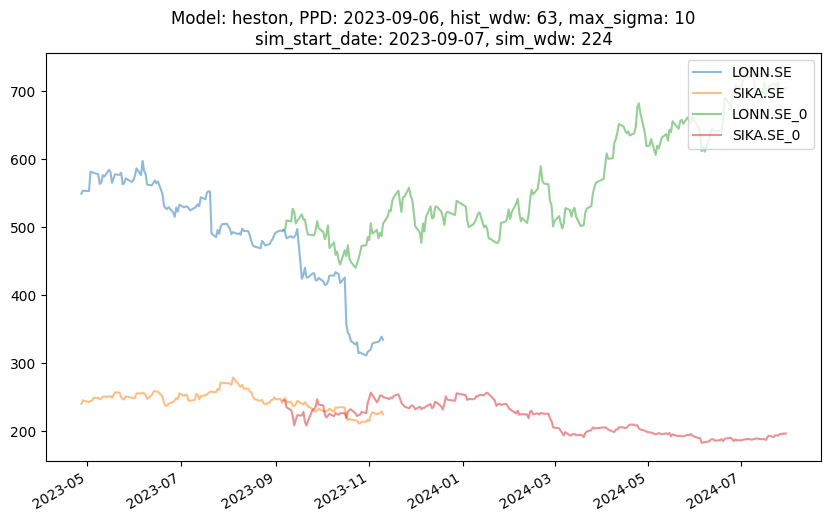 Model: heston, PPD: 2023-09-06, hist_wdw: 63, max_sigma: 10
sim_start_date: 2023-09-07, sim_wdw: 224
LONN.SE
SIKA.SE
LONN.SE_0
SIKA.SE_0
700
600
500
400
300
200
2023-05
2023-07
2023-09
2023-11
2024-01
2024-03
2024-05
2024-07